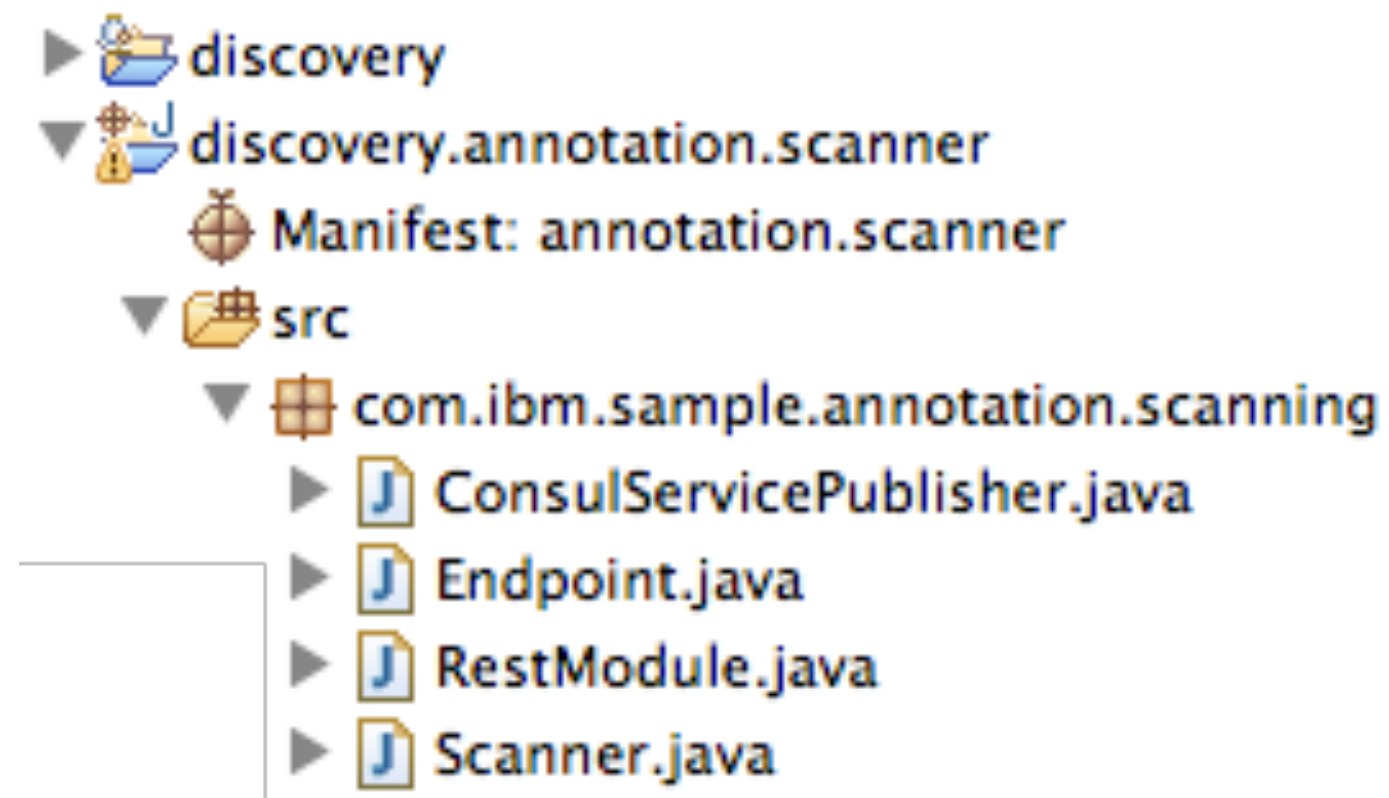 discovery
discovery.annotation.scanner
Manifest: annotation.scanner
src
com.ibm.sample.annotation.scanning
ConsulServicePublisher.java
Endpoint.java
RestModule.java
Scanner.java